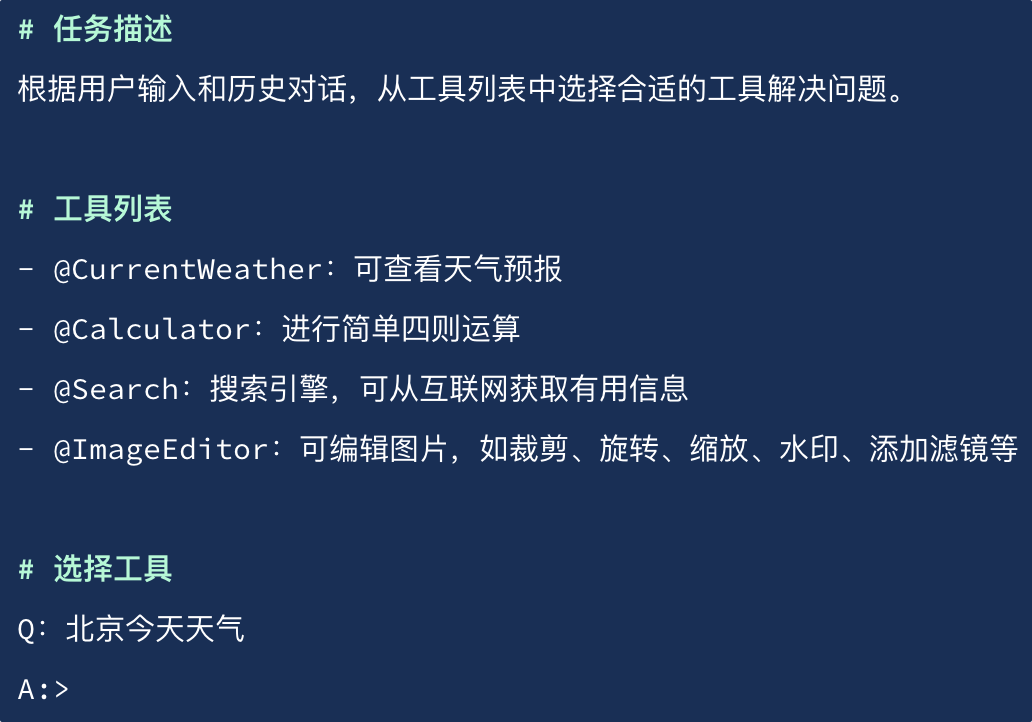 # 任务描述
根据用户输入和历史对话，从工具列表中选择合适的工具解决问题。
# 工具列表
- @CurrentWeather：可查看天气预报
- @Calculator：进行简单四则运算
- @Search：搜索引擎，可从互联网获取有用信息
- @ImageEditor：可编辑图片，如裁剪、旋转、缩放、水印、添加滤镜等
# 选择工具
Q：北京今天天气
A:>